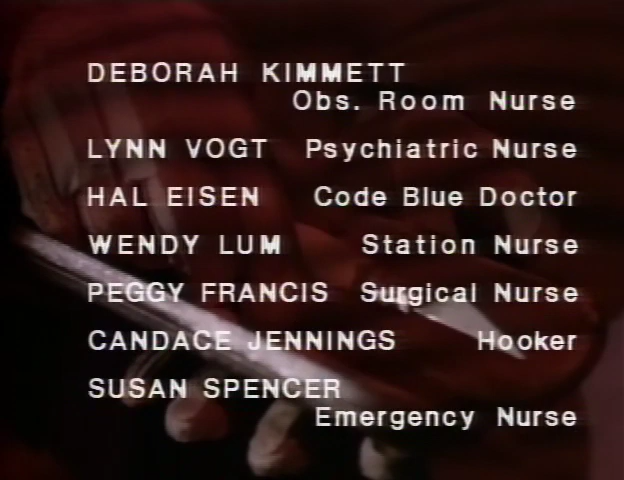 DEBORAH KIMMETT
Obs. Room Nurse
LYNN VOGT Psychiatric Nurse
HAL EISEN Code Blue Doctor
WENDY LUM Station Nurse
PEGGY FRANCIS Surgical Nurse
CANDACE JENNINGS Hooker
SUSAN SPENCER
Emergency Nurse